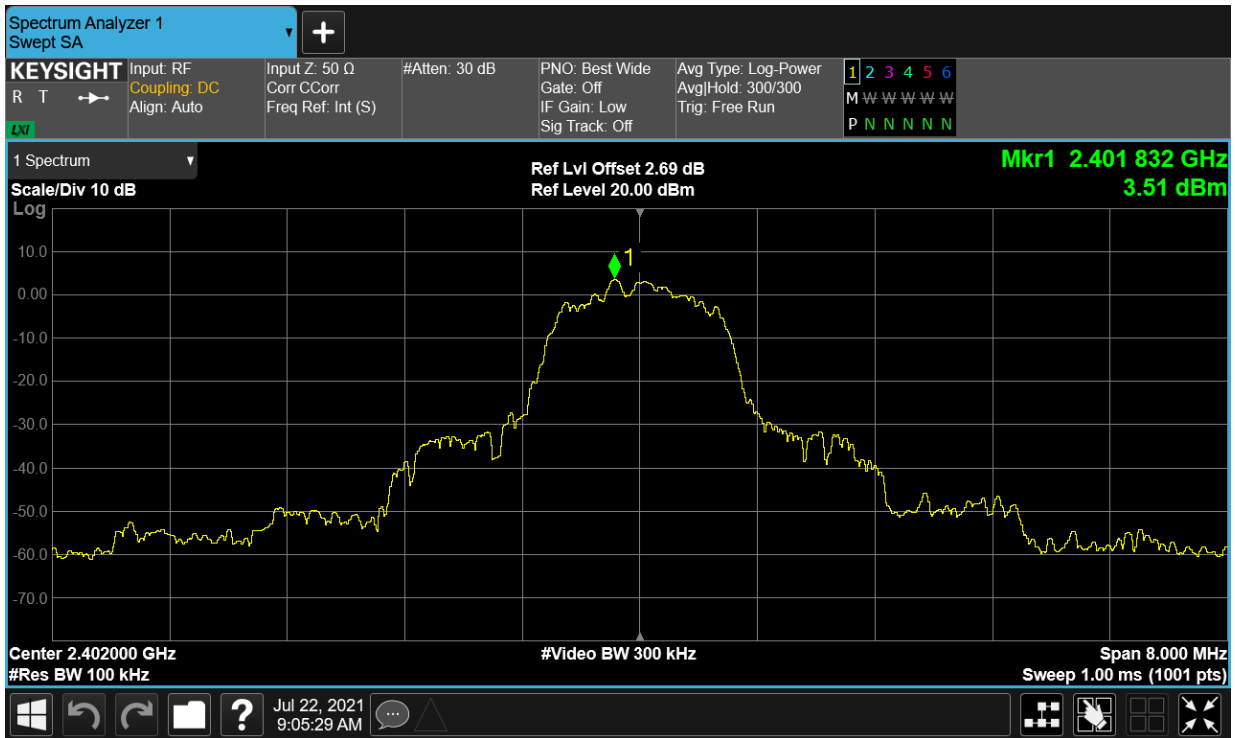 Spectrum Analyzer 1
Swept SA
KEYSIGHT
R T
LXI
Input: RF
Coupling: DC
Align: Auto
Input Z: 50 Ω
Corr CCorr
Freq Ref: Int (S)
#Atten: 30 dB
PNO: Best Wide
Gate: Off
IF Gain: Low
Sig Track: Off
Avg Type: Log-Power
Avg|Hold: 300/300
Trig: Free Run
1 2 3 4 5 6
M W W W W W
P N N N N N
1 Spectrum
Scale/Div 10 dB
Log
Ref Lvl Offset 2.69 dB
Ref Level 20.00 dBm
Mkr1 2.401 832 GHz
3.51 dBm
1
10.0
0.00
-10.0
-20.0
-30.0
-40.0
-50.0
-60.0
-70.0
Center 2.402000 GHz
#Res BW 100 kHz
#Video BW 300 kHz
Span 8.000 MHz
Sweep 1.00 ms (1001 pts)
?
Jul 22, 2021
9:05:29 AM